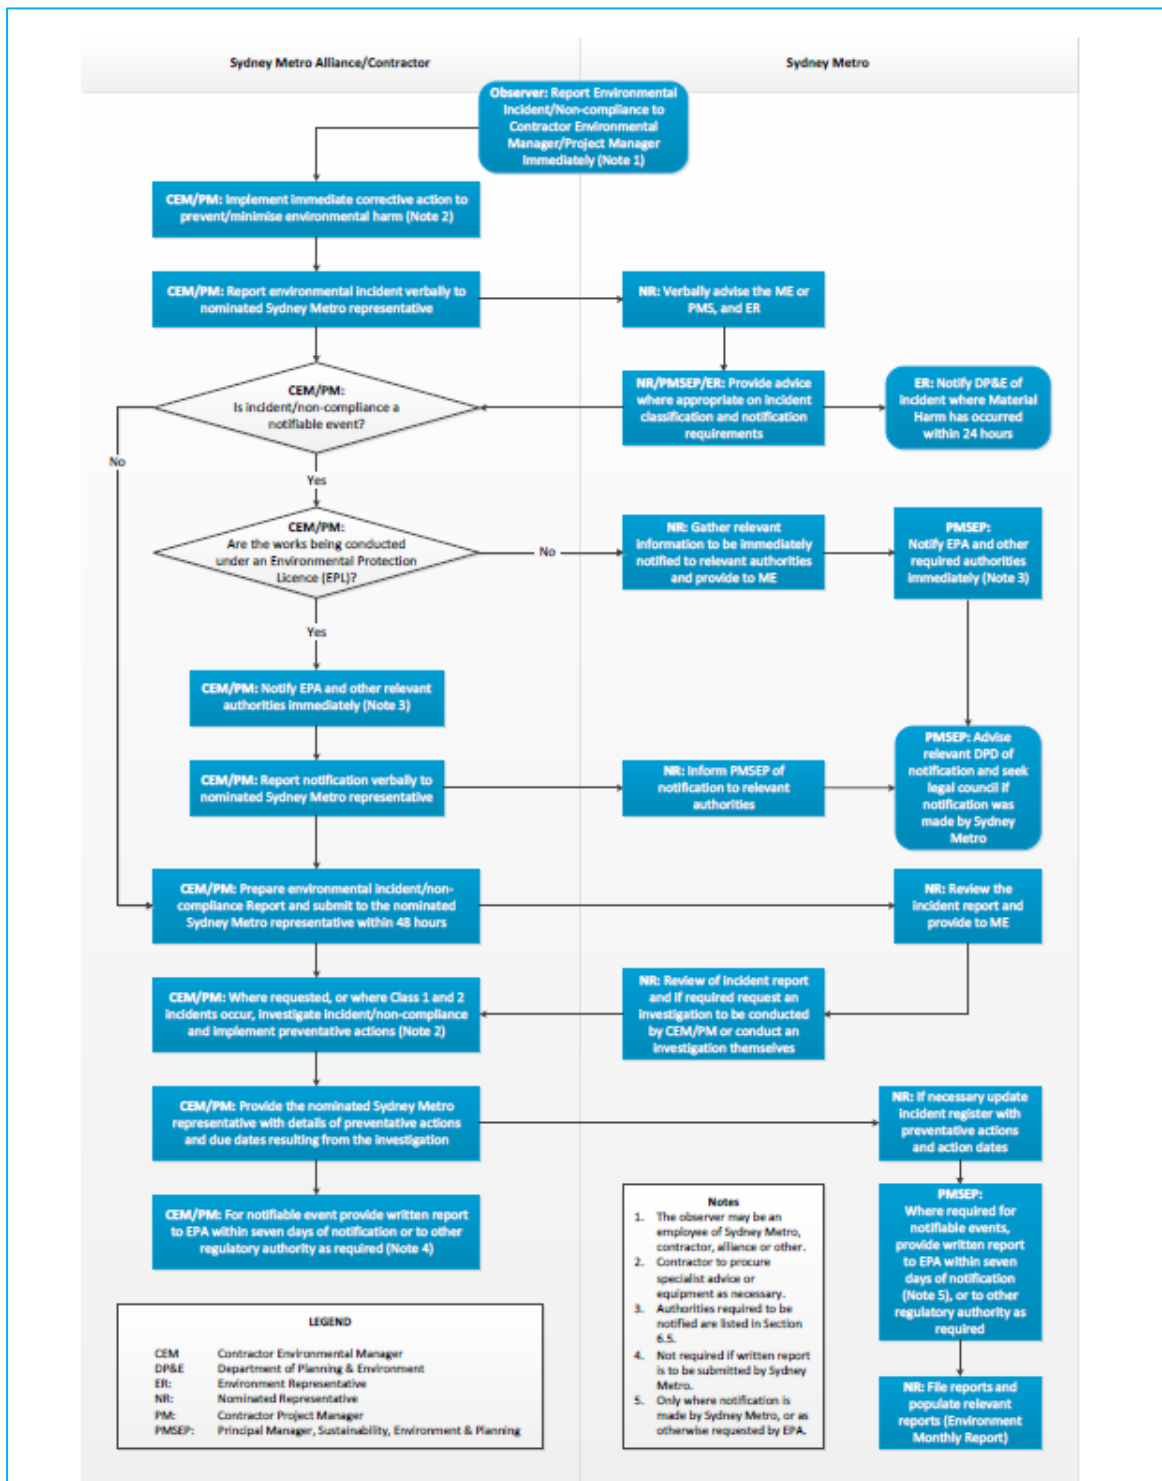 Sydney Metro Alliance/Contractor
Sydney Metro
Observer: Report Environmental
Incident/Non-compliance to
Contractor Environmental
Manager/Project Manager
Immediately (Note 1)
CEM/PM: Implement immediate corrective action to
prevent/minimise environmental harm (Note 2)
CEM/PM: Report environmental incident verbally to
nominated Sydney Metro representative
NR: Verbally advise the ME or
PMS, and ER
CEM/PM:
Is incident/non-compliance a
notifiable event?
NR/PMSEP/ER: Provide advice
where appropriate on incident
classification and notification
requirements
ER: Notify DP&E of
incident where Material
Harm has occurred
within 24 hours
No
Yes
CEM/PM:
Are the works being conducted
under an Environmental Protection
Licence (EPL)?
No
NR: Gather relevant
information to be immediately
notified to relevant authorities
and provide to ME
PMSEP:
Notify EPA and other
required authorities
immediately (Note 3)
Yes
CEM/PM: Notify EPA and other relevant
authorities immediately (Note 3)
CEM/PM: Report notification verbally to
nominated Sydney Metro representative
NR: Inform PMSEP of
notification to relevant
authorities
PMSEP: Advise
relevant DPD of
notification and seek
legal council if
notification was
made by Sydney
Metro
CEM/PM: Prepare environmental incident/non-
compliance Report and submit to the nominated
Sydney Metro representative within 48 hours
NR: Review the
incident report and
provide to ME
CEM/PM: Where requested, or where Class 1 and 2
incidents occur, investigate incident/non-compliance
and implement preventative actions (Note 2)
NR: Review of incident report
and if required request an
investigation to be conducted
by CEM/PM or conduct an
investigation themselves
CEM/PM: Provide the nominated Sydney Metro
representative with details of preventative actions
and due dates resulting from the investigation
NR: If necessary update
incident register with
preventative actions
and action dates
CEM/PM: For notifiable event provide written report
to EPA within seven days of notification or to other
regulatory authority as required (Note 4)
PMSEP:
Where required for
notifiable events,
provide written report
to EPA within seven
days of notification
(Note 5), or to other
regulatory authority as
required
NR: File reports and
populate relevant
reports (Environment
Monthly Report)
Notes
1. The observer may be an
employee of Sydney Metro,
contractor, alliance or other.
2. Contractor to procure
specialist advice or
equipment as necessary.
3. Authorities required to be
notified are listed in Section
6.5.
4. Not required if written report
is to be submitted by Sydney
Metro.
5. Only where notification is
made by Sydney Metro, or as
otherwise requested by EPA.
LEGEND
CEM Contractor Environmental Manager
DP&E Department of Planning & Environment
ER: Environment Representative
NR: Nominated Representative
PM: Contractor Project Manager
PMSEP: Principal Manager, Sustainability, Environment & Planning